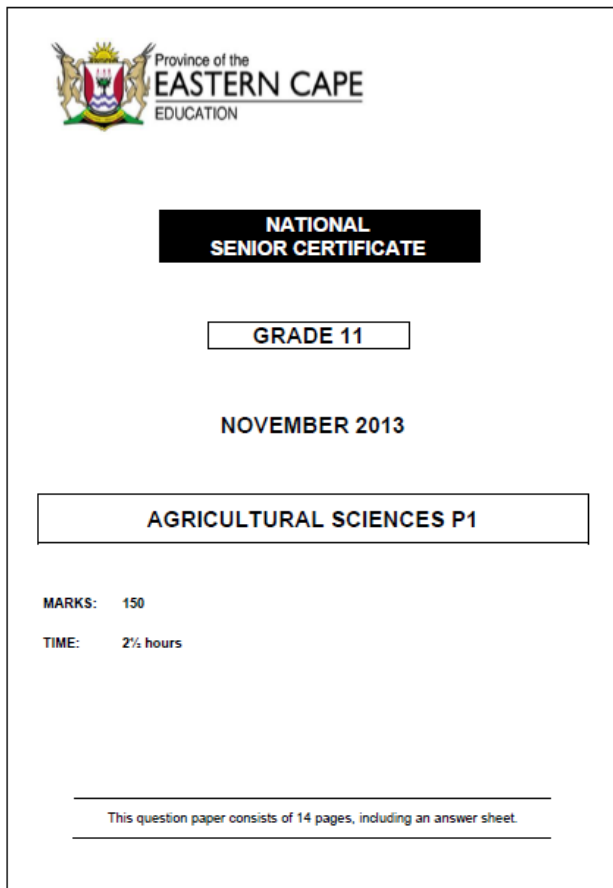 Province of the
EASTERN CAPE
EDUCATION
NATIONAL
SENIOR CERTIFICATE
GRADE 11
NOVEMBER 2013
AGRICULTURAL SCIENCES P1
MARKS: 150
TIME: 2½ hours
This question paper consists of 14 pages, including an answer sheet.